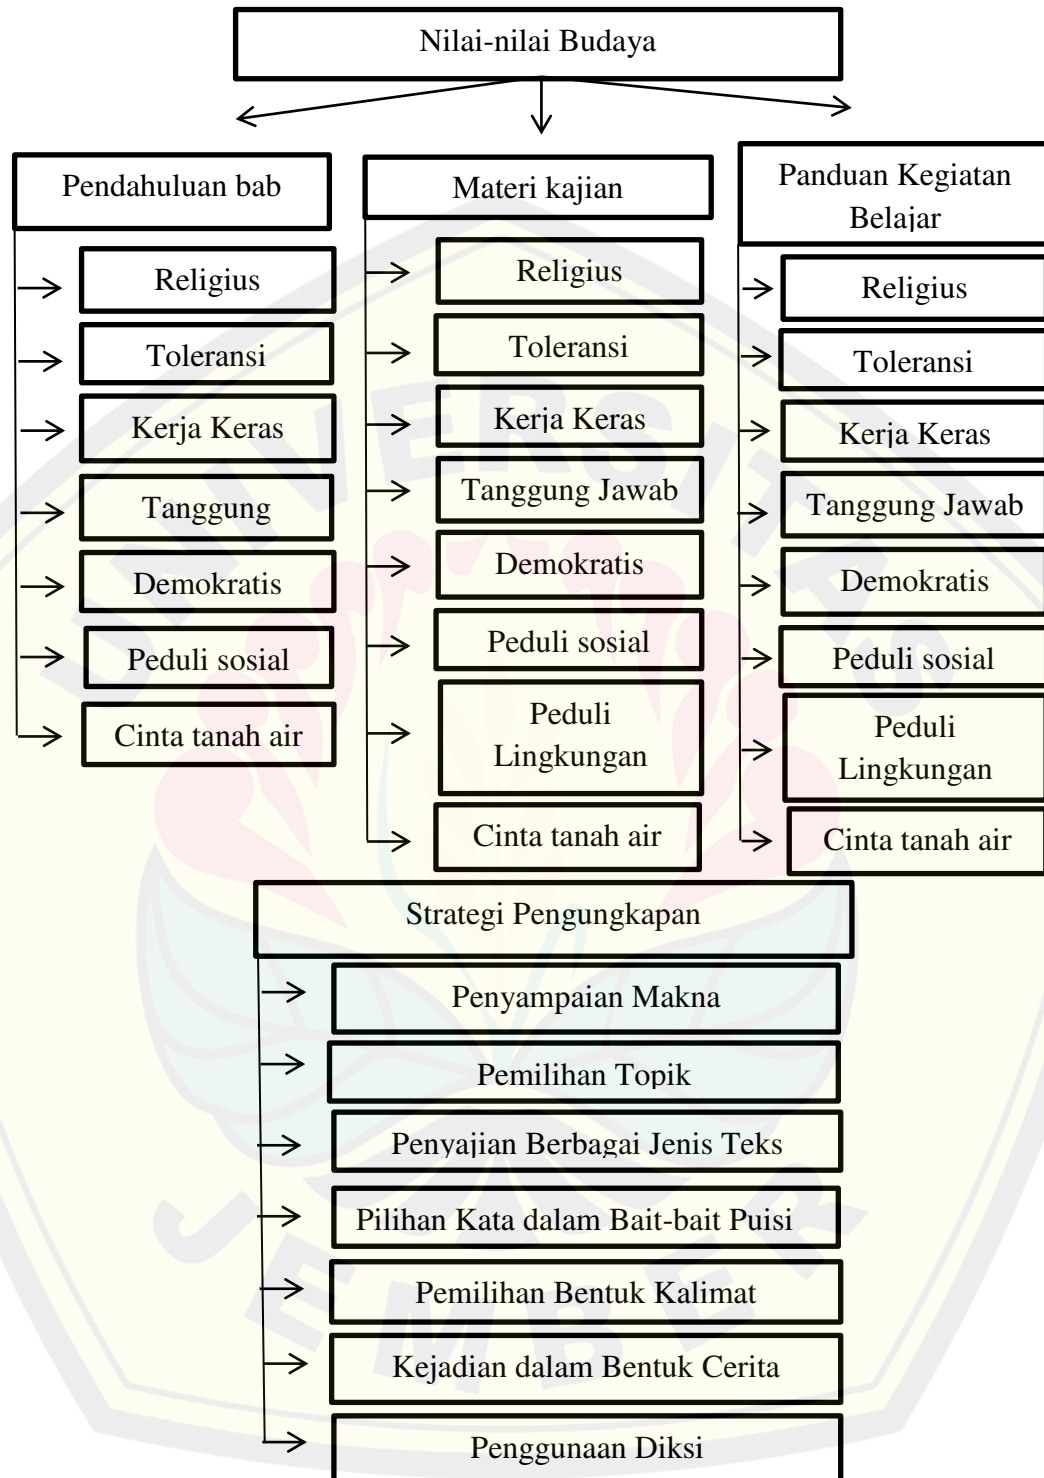 Nilai-nilai Budaya
Pendahuluan bab
Religius
Toleransi
Kerja Keras
Tanggung
Demokratis
Peduli sosial
Cinta tanah air
Materi kajian
Religius
Toleransi
Kerja Keras
Tanggung Jawab
Demokratis
Peduli sosial
Peduli
Lingkungan
Cinta tanah air
Panduan Kegiatan
Belajar
Religius
Toleransi
Kerja Keras
Tanggung Jawab
Demokratis
Peduli sosial
Peduli
Lingkungan
Cinta tanah air
Strategi Pengungkapan
Penyampaian Makna
Pemilihan Topik
Penyajian Berbagai Jenis Teks
Pilihan Kata dalam Bait-bait Puisi
Pemilihan Bentuk Kalimat
Kejadian dalam Bentuk Cerita
Penggunaan Diksi
UNIVERSITAS
JEMBER